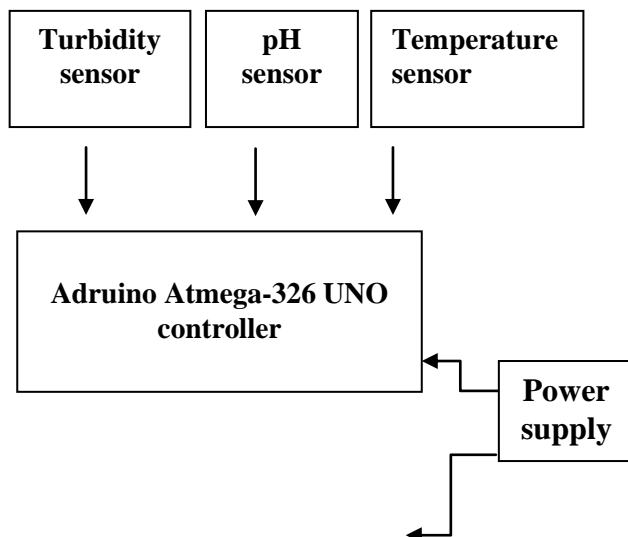 Turbidity
sensor
pH
sensor
Temperature
sensor
Adruino Atmega-326 UNO
controller
Power
supply